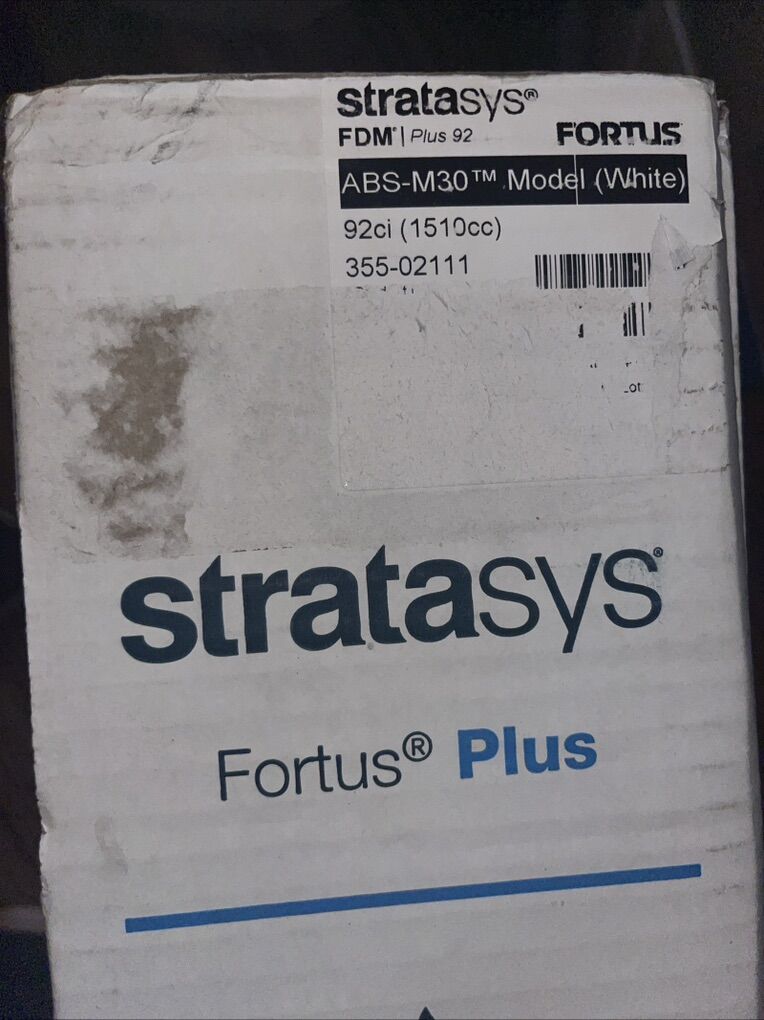 stratasys®
FDM® | Plus 92 FORTUS
ABS-M30™ Model (White)
92ci (1510cc)
355-02111
stratasys®
Fortus® Plus